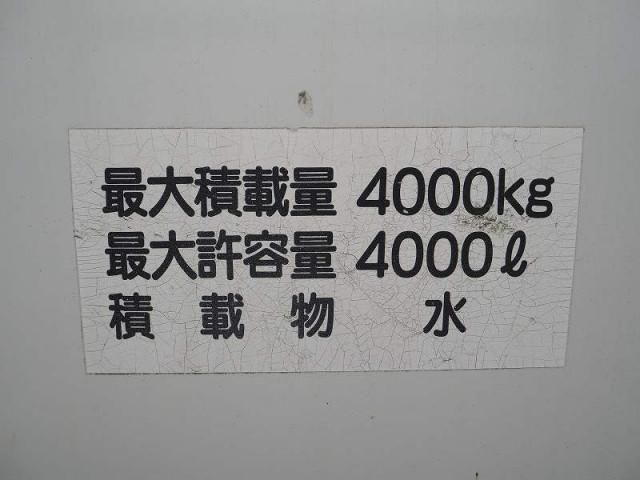 最大積載量 4000kg
最大許容量 4000ℓ
積載物 水